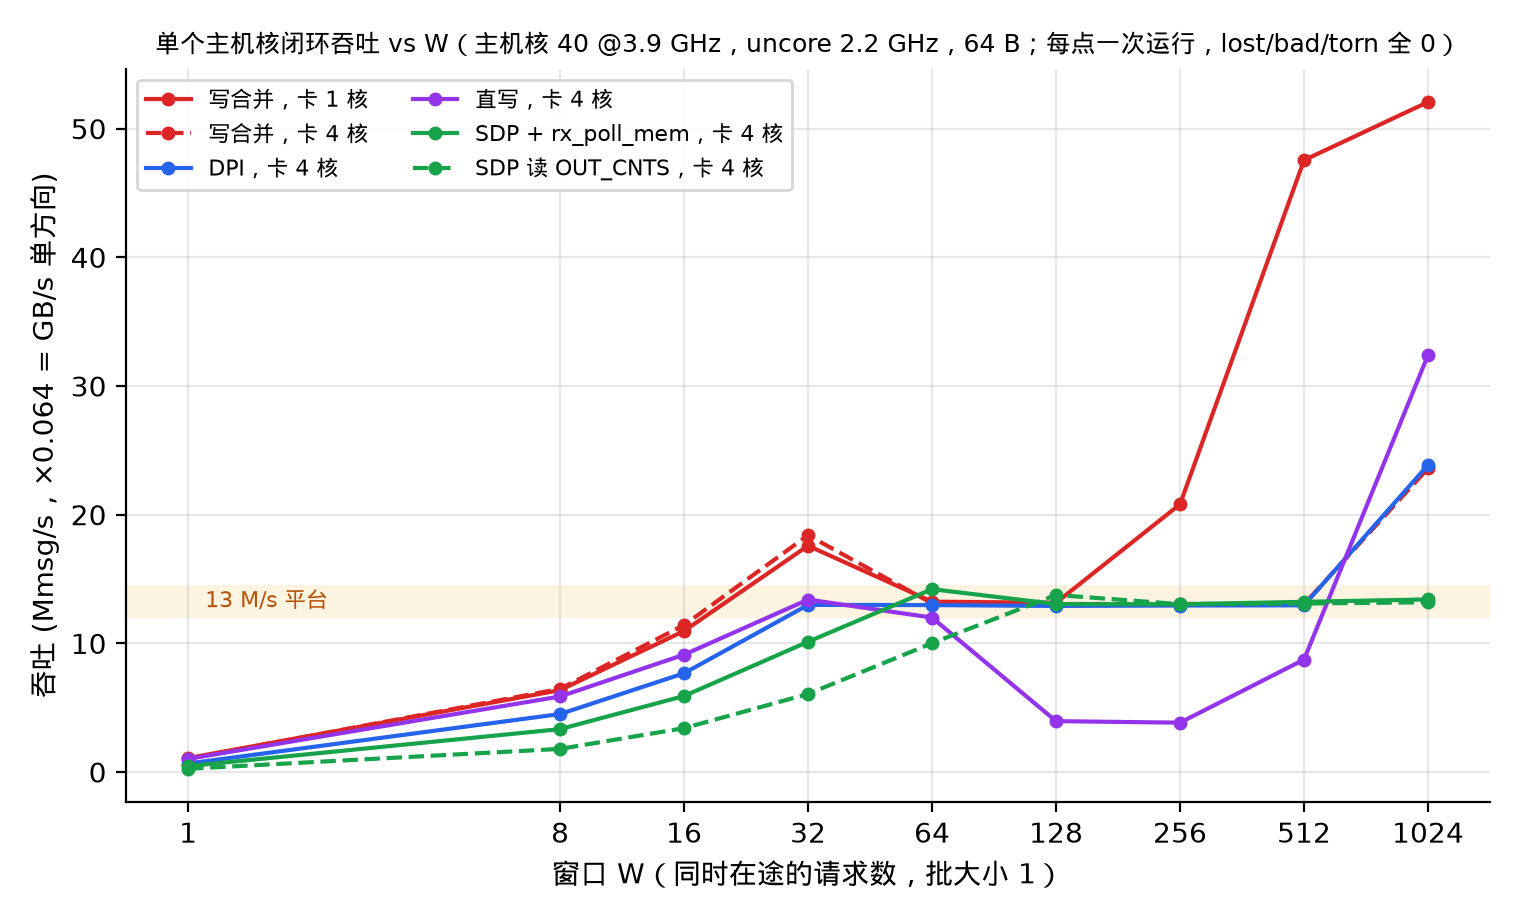 单个主机核闭环吞吐 vs W（主机核 40 @3.9 GHz，uncore 2.2 GHz，64 B；每点一次运行，lost/bad/torn 全 0）
写合并，卡 1 核
写合并，卡 4 核
DPI，卡 4 核
直写，卡 4 核
SDP + rx_poll_mem，卡 4 核
SDP 读 OUT_CNTS，卡 4 核
吞吐 (Mmsg/s，×0.064 = GB/s 单方向)
50
40
30
20
10
0
13 M/s 平台
1 8 16 32 64 128 256 512 1024
窗口 W（同时在途的请求数，批大小 1）